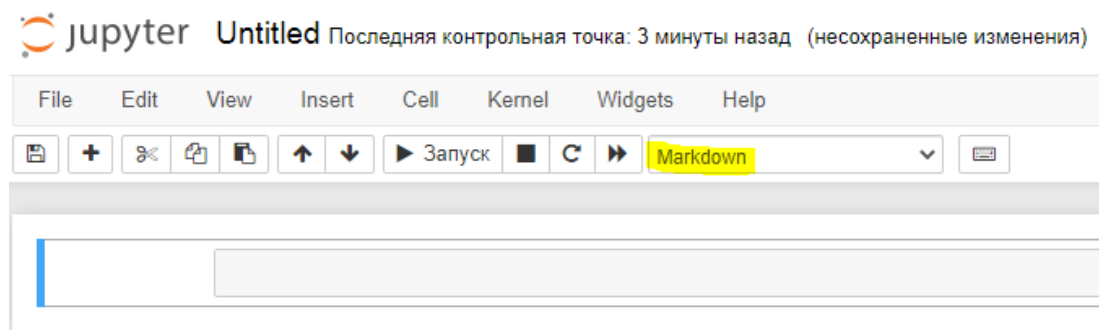 jupyter Untitled Последняя контрольная точка: 3 минуты назад (несохраненные изменения)
File Edit View Insert Cell Kernel Widgets Help
Запуск Markdown